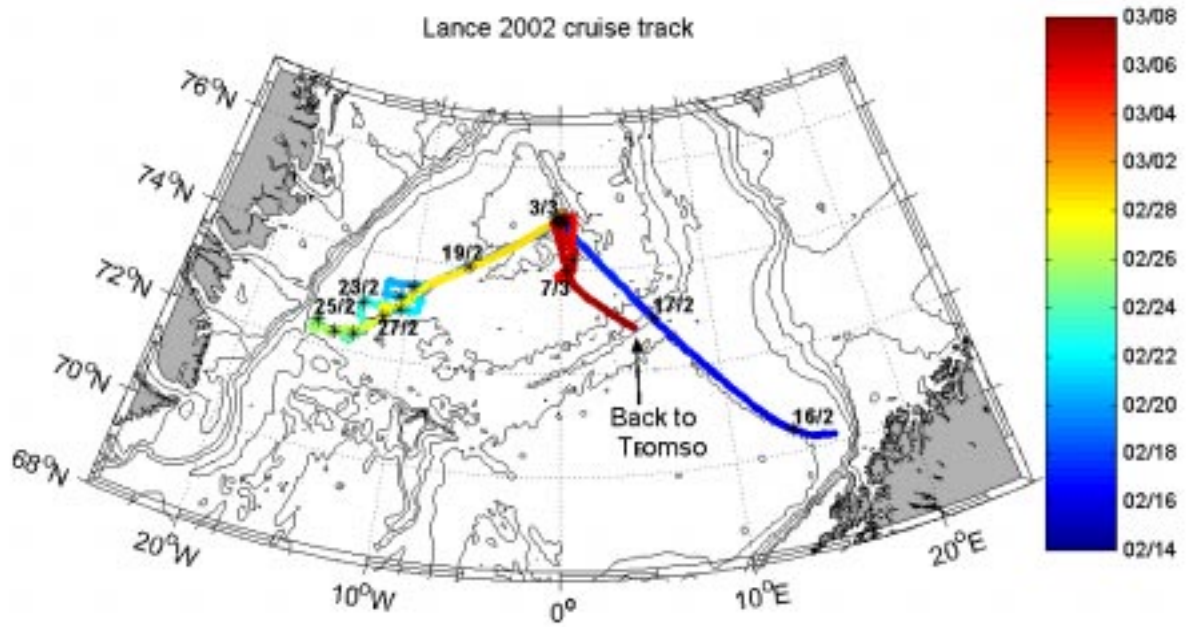 Lance 2002 cruise track
76°N
74°N
72°N
70°N
68°N
20°W
10°W
0°
10°E
20°E
3/3
19/2
23/2
25/2
27/2
7/3
17/2
16/2
Back to
Tromso
03/08
03/06
03/04
03/02
02/28
02/26
02/24
02/22
02/20
02/18
02/16
02/14